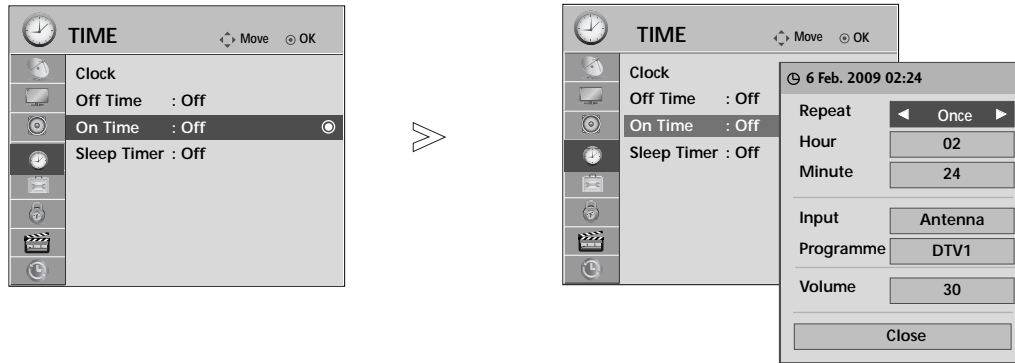 TIME Move OK
Clock
Off Time : Off
On Time : Off
Sleep Timer : Off
TIME Move OK
Clock
Off Time : Off
On Time : Off
Sleep Timer : Off
6 Feb. 2009 02:24
Repeat Once
Hour 02
Minute 24
Input Antenna
Programme DTV1
Volume 30
Close